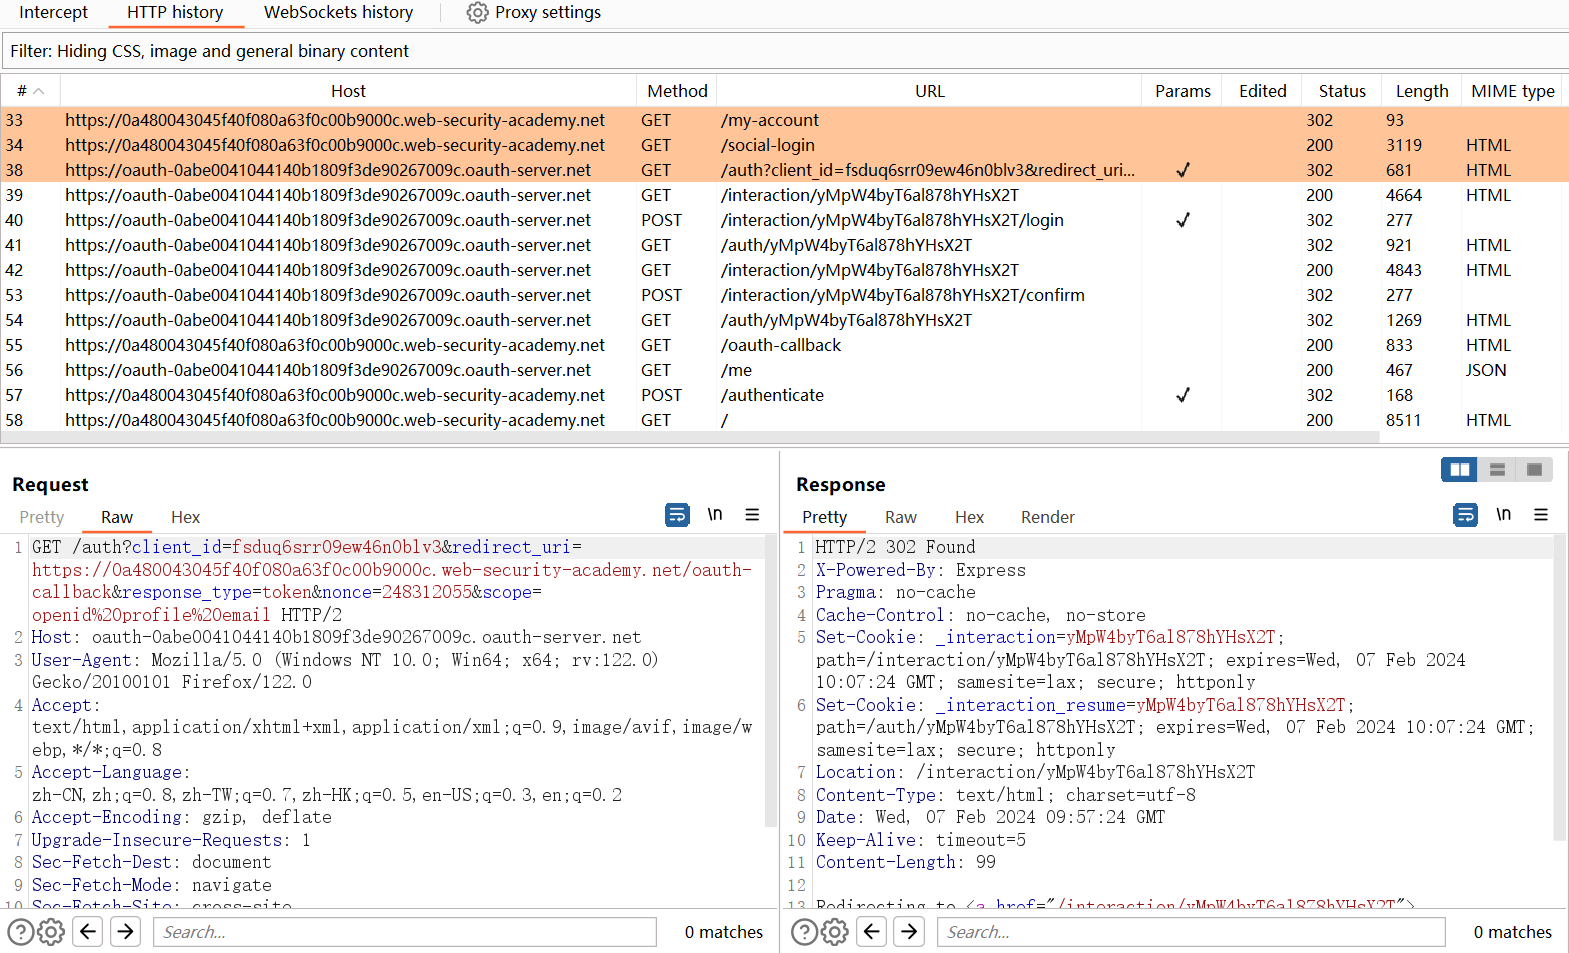 Intercept HTTP history WebSockets history Proxy settings
Filter: Hiding CSS, image and general binary content
# Host Method URL Params Edited Status Length MIME type
33 https://0a480043045f40f080a63f0c00b9000c.web-security-academy.net GET /my-account 302 93
34 https://0a480043045f40f080a63f0c00b9000c.web-security-academy.net GET /social-login 200 3119 HTML
38 https://oauth-0abe0041044140b1809f3de90267009c.oauth-server.net GET /auth?client_id=fsduq6srr09ew46n0blv3&redirect_uri... ✓ 302 681 HTML
39 https://oauth-0abe0041044140b1809f3de90267009c.oauth-server.net GET /interaction/yMpW4byT6al878hYHsX2T 200 4664 HTML
40 https://oauth-0abe0041044140b1809f3de90267009c.oauth-server.net POST /interaction/yMpW4byT6al878hYHsX2T/login ✓ 302 277
41 https://oauth-0abe0041044140b1809f3de90267009c.oauth-server.net GET /auth/yMpW4byT6al878hYHsX2T 302 921 HTML
42 https://oauth-0abe0041044140b1809f3de90267009c.oauth-server.net GET /interaction/yMpW4byT6al878hYHsX2T 200 4843 HTML
53 https://oauth-0abe0041044140b1809f3de90267009c.oauth-server.net POST /interaction/yMpW4byT6al878hYHsX2T/confirm 302 277
54 https://oauth-0abe0041044140b1809f3de90267009c.oauth-server.net GET /auth/yMpW4byT6al878hYHsX2T 302 1269 HTML
55 https://0a480043045f40f080a63f0c00b9000c.web-security-academy.net GET /oauth-callback 200 833 HTML
56 https://oauth-0abe0041044140b1809f3de90267009c.oauth-server.net GET /me 200 467 JSON
57 https://0a480043045f40f080a63f0c00b9000c.web-security-academy.net POST /authenticate ✓ 302 168
58 https://0a480043045f40f080a63f0c00b9000c.web-security-academy.net GET / 200 8511 HTML
Request
Pretty Raw Hex \n
1 GET /auth?client_id=fsduq6srr09ew46n0blv3&redirect_uri=
https://0a480043045f40f080a63f0c00b9000c.web-security-academy.net/oauth-
callback&response_type=token&nonce=248312055&scope=
openid%20profile%20email HTTP/2
2 Host: oauth-0abe0041044140b1809f3de90267009c.oauth-server.net
3 User-Agent: Mozilla/5.0 (Windows NT 10.0; Win64; x64; rv:122.0)
Gecko/20100101 Firefox/122.0
4 Accept:
text/html,application/xhtml+xml,application/xml;q=0.9,image/avif,image/w
ebp,*/*;q=0.8
5 Accept-Language:
zh-CN,zh;q=0.8,zh-TW;q=0.7,zh-HK;q=0.5,en-US;q=0.3,en;q=0.2
6 Accept-Encoding: gzip, deflate
7 Upgrade-Insecure-Requests: 1
8 Sec-Fetch-Dest: document
9 Sec-Fetch-Mode: navigate
10 Sec-Fetch-Site: cross-site
Search... 0 matches
Response
Pretty Raw Hex Render \n
1 HTTP/2 302 Found
2 X-Powered-By: Express
3 Pragma: no-cache
4 Cache-Control: no-cache, no-store
5 Set-Cookie: _interaction=yMpW4byT6al878hYHsX2T;
path=/interaction/yMpW4byT6al878hYHsX2T; expires=Wed, 07 Feb 2024
10:07:24 GMT; samesite=lax; secure; httponly
6 Set-Cookie: _interaction_resume=yMpW4byT6al878hYHsX2T;
path=/auth/yMpW4byT6al878hYHsX2T; expires=Wed, 07 Feb 2024 10:07:24 GMT;
samesite=lax; secure; httponly
7 Location: /interaction/yMpW4byT6al878hYHsX2T
8 Content-Type: text/html; charset=utf-8
9 Date: Wed, 07 Feb 2024 09:57:24 GMT
10 Keep-Alive: timeout=5
11 Content-Length: 99
12
13 Redirecting to <a href="/interaction/yMpW4byT6al878hYHsX2T">
Search... 0 matches